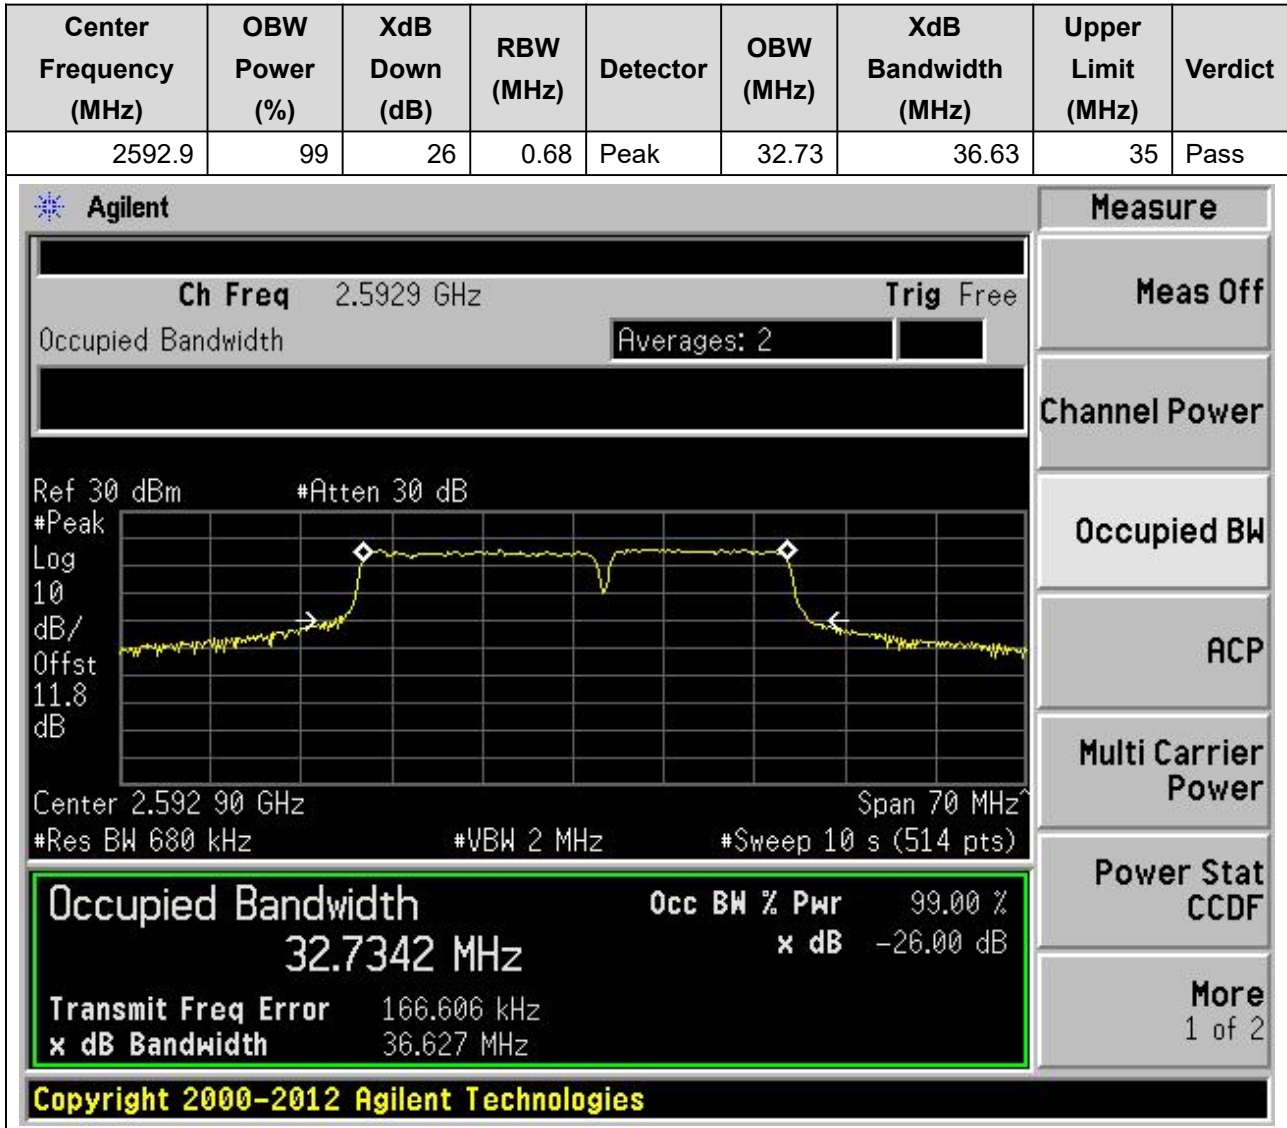 Center Frequency (MHz) OBW Power (%) XdB Down (dB) RBW (MHz) Detector OBW (MHz) XdB Bandwidth (MHz) Upper Limit (MHz) Verdict
2592.9 99 26 0.68 Peak 32.73 36.63 35 Pass
Agilent
Measure
Ch Freq 2.5929 GHz Trig Free
Meas Off
Occupied Bandwidth Averages: 2
Channel Power
Ref 30 dBm #Atten 30 dB
#Peak
Log
10
dB/
Offst
11.8
dB
Occupied BW
ACP
Multi Carrier
Power
Center 2.592 90 GHz Span 70 MHz^
#Res BW 680 kHz #VBW 2 MHz #Sweep 10 s (514 pts)
Occupied Bandwidth Occ BW % Pwr 99.00 %
32.7342 MHz x dB -26.00 dB
Power Stat
CCDF
Transmit Freq Error 166.606 kHz
x dB Bandwidth 36.627 MHz
More
1 of 2
Copyright 2000-2012 Agilent Technologies